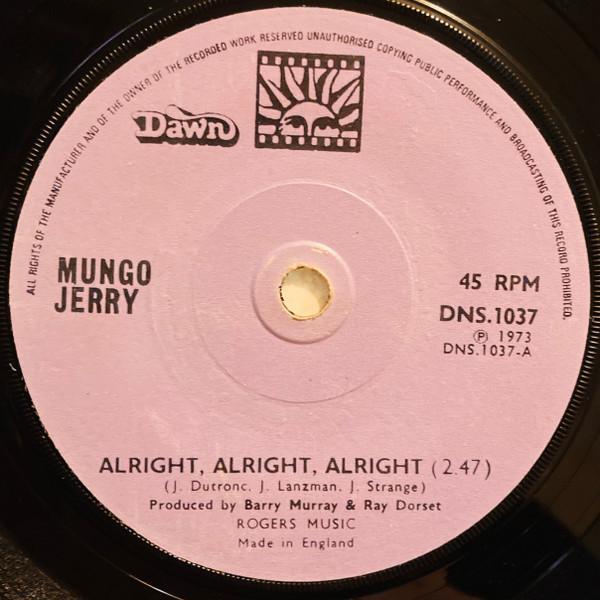 ALL RIGHTS OF THE MANUFACTURER AND OF THE OWNER OF THE RECORDED WORK RESERVED UNAUTHORISED COPYING PUBLIC PERFORMANCE AND BROADCASTING OF THIS RECORD PROHIBITED.
Dawn
MUNGO
JERRY
45 RPM
DNS.1037
℗ 1973
DNS.1037-A
ALRIGHT, ALRIGHT, ALRIGHT (2.47)
(J. Dutronc. J. Lanzman. J. Strange)
Produced by Barry Murray & Ray Dorset
ROGERS MUSIC
Made in England